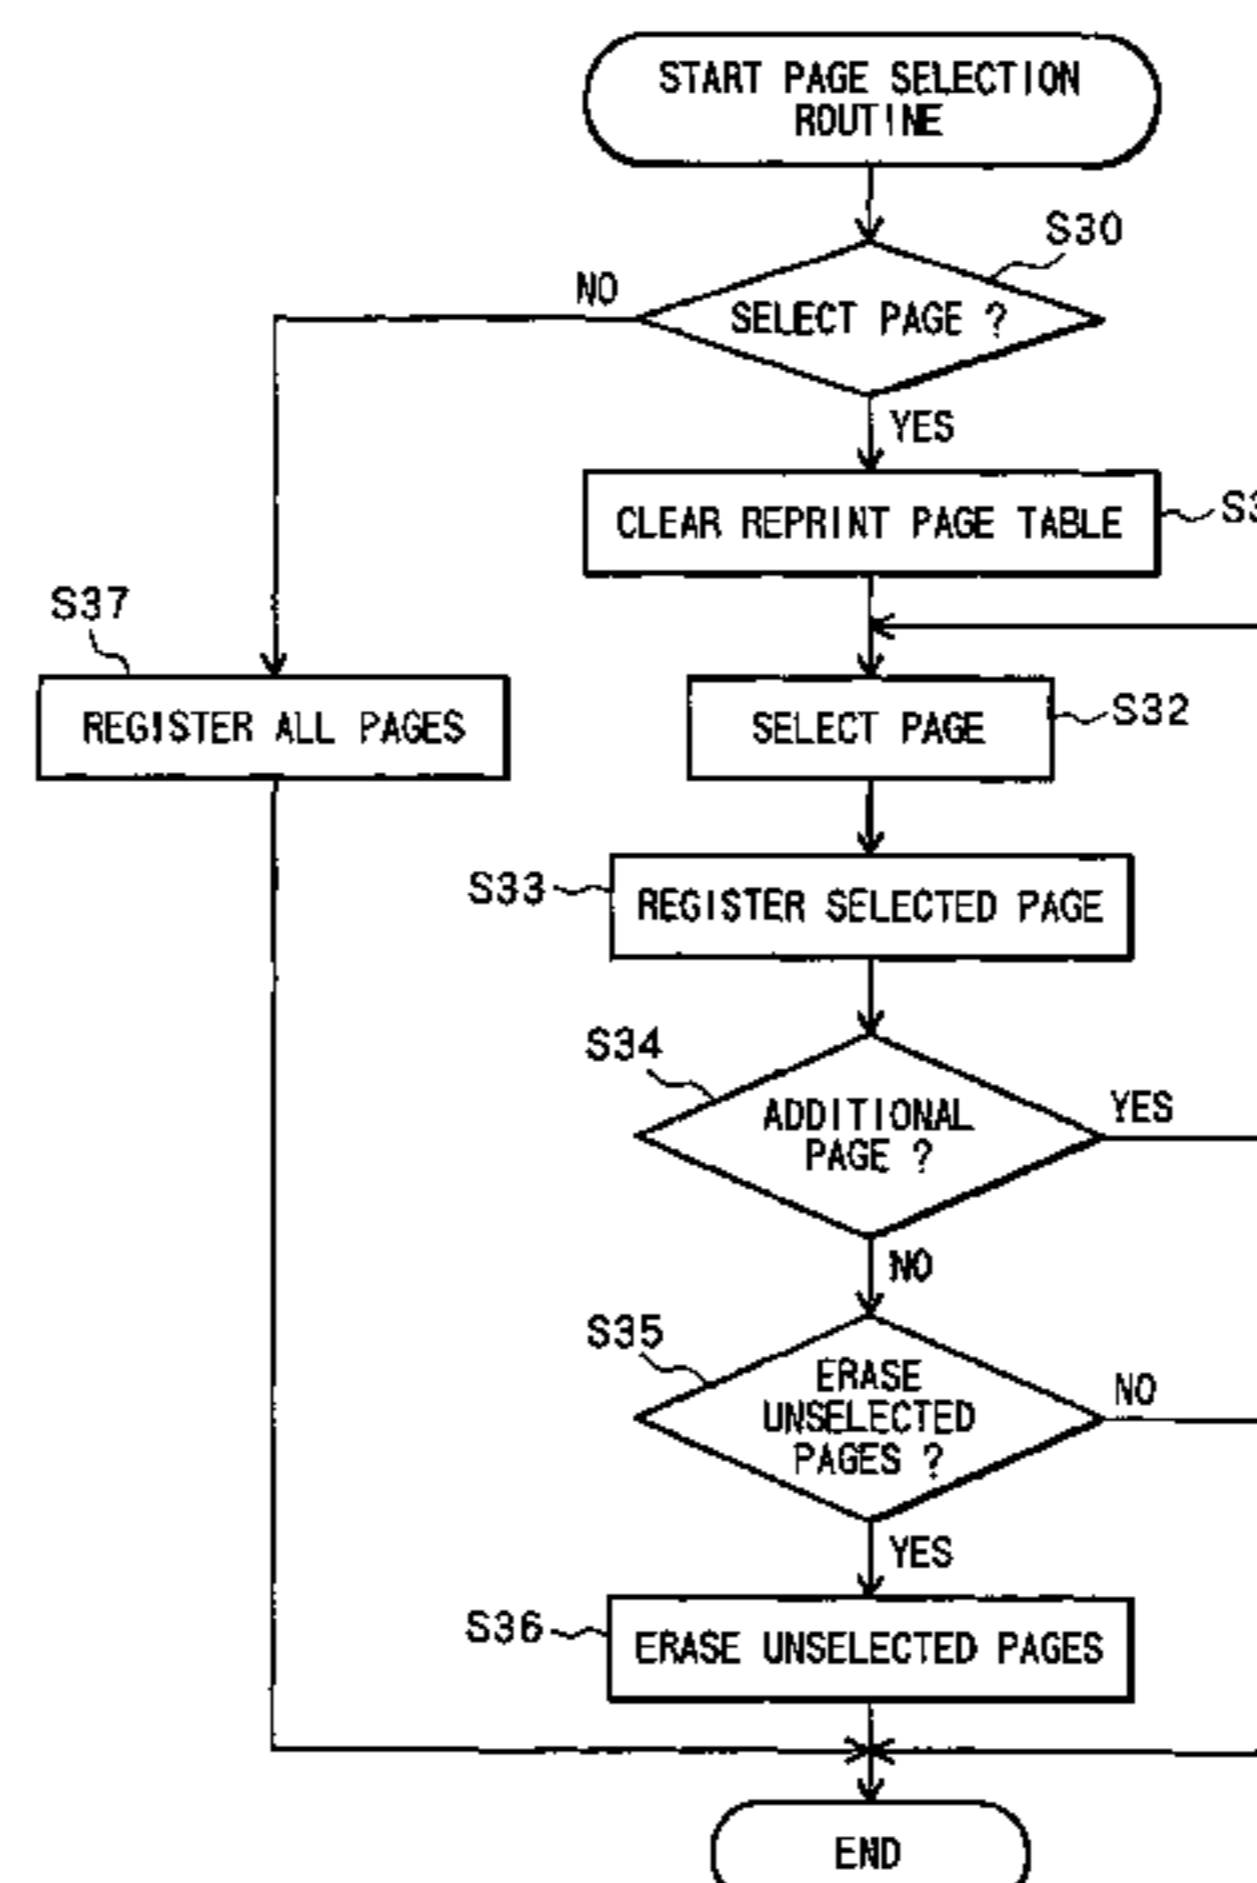 START PAGE SELECTION
ROUTINE
S30
NO
SELECT PAGE ?
YES
CLEAR REPRINT PAGE TABLE
S37
REGISTER ALL PAGES
SELECT PAGE
S32
S33
REGISTER SELECTED PAGE
S34
ADDITIONAL
PAGE ?
YES
NO
S35
ERASE
UNSELECTED
PAGES ?
NO
YES
S36
ERASE UNSELECTED PAGES
END